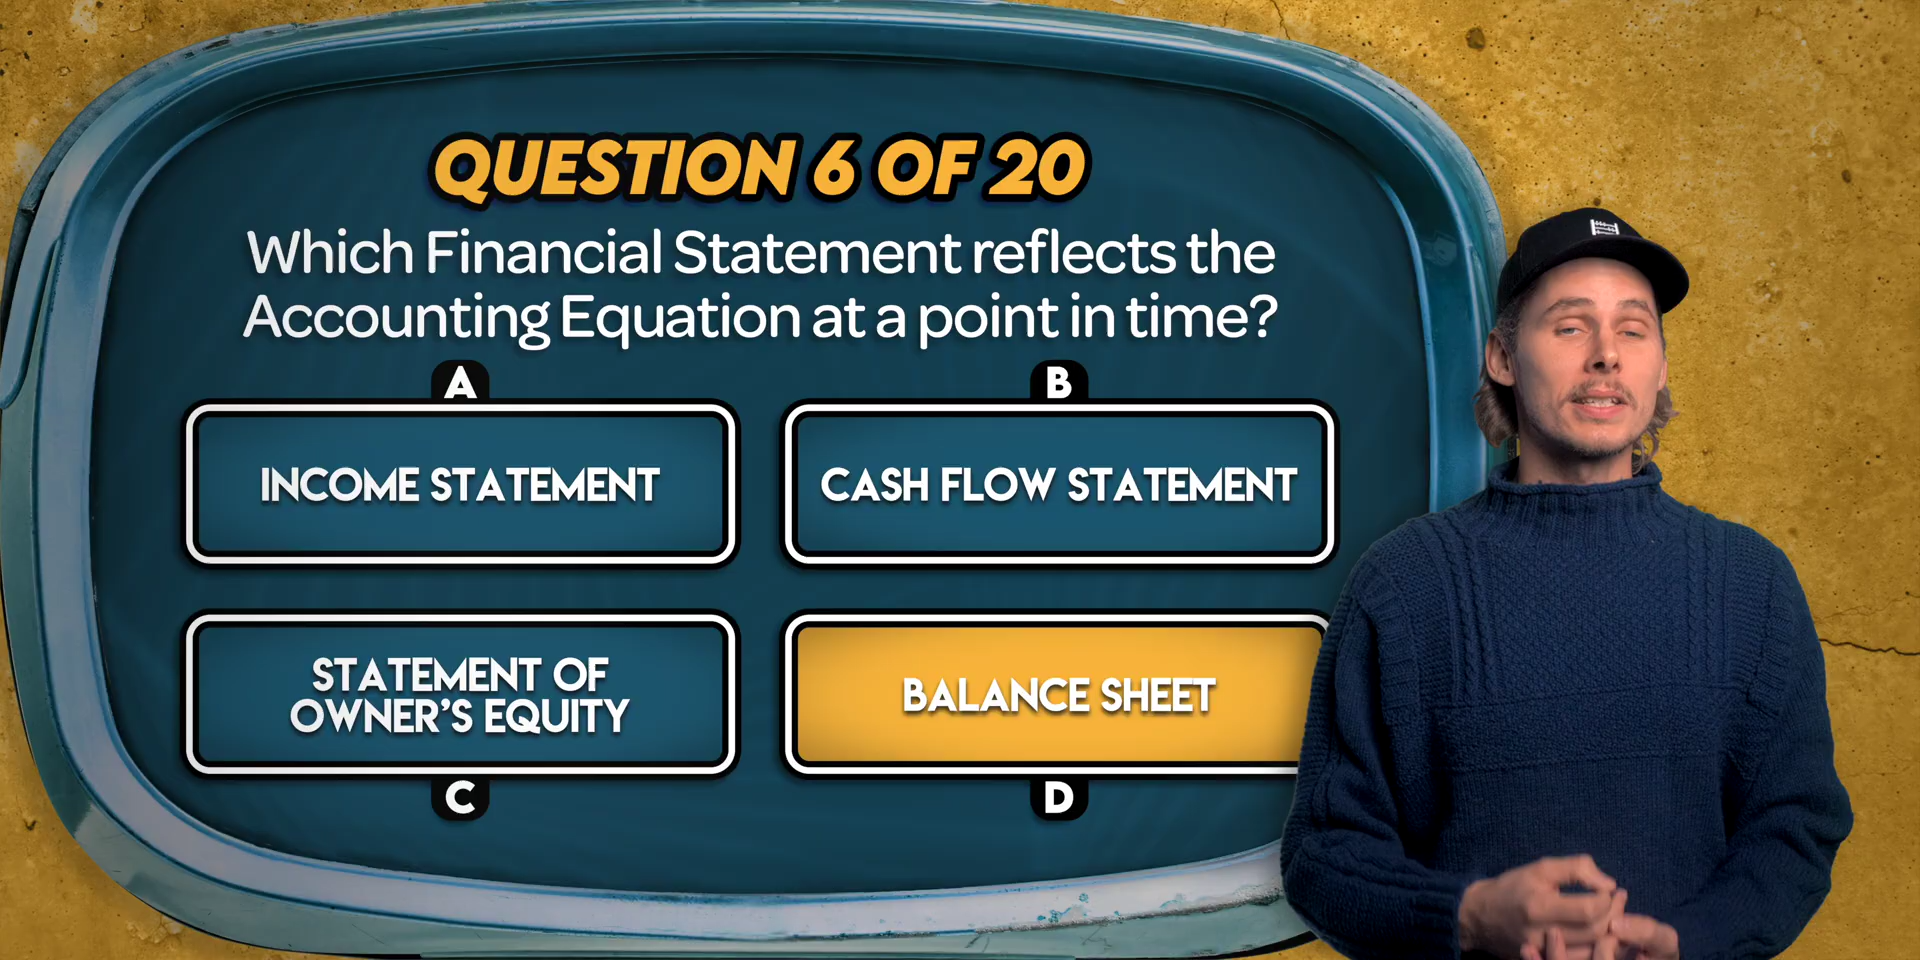 QUESTION 6 OF 20
Which Financial Statement reflects the
Accounting Equation at a point in time?
A
INCOME STATEMENT
B
CASH FLOW STATEMENT
STATEMENT OF
OWNER'S EQUITY
C
BALANCE SHEET
D